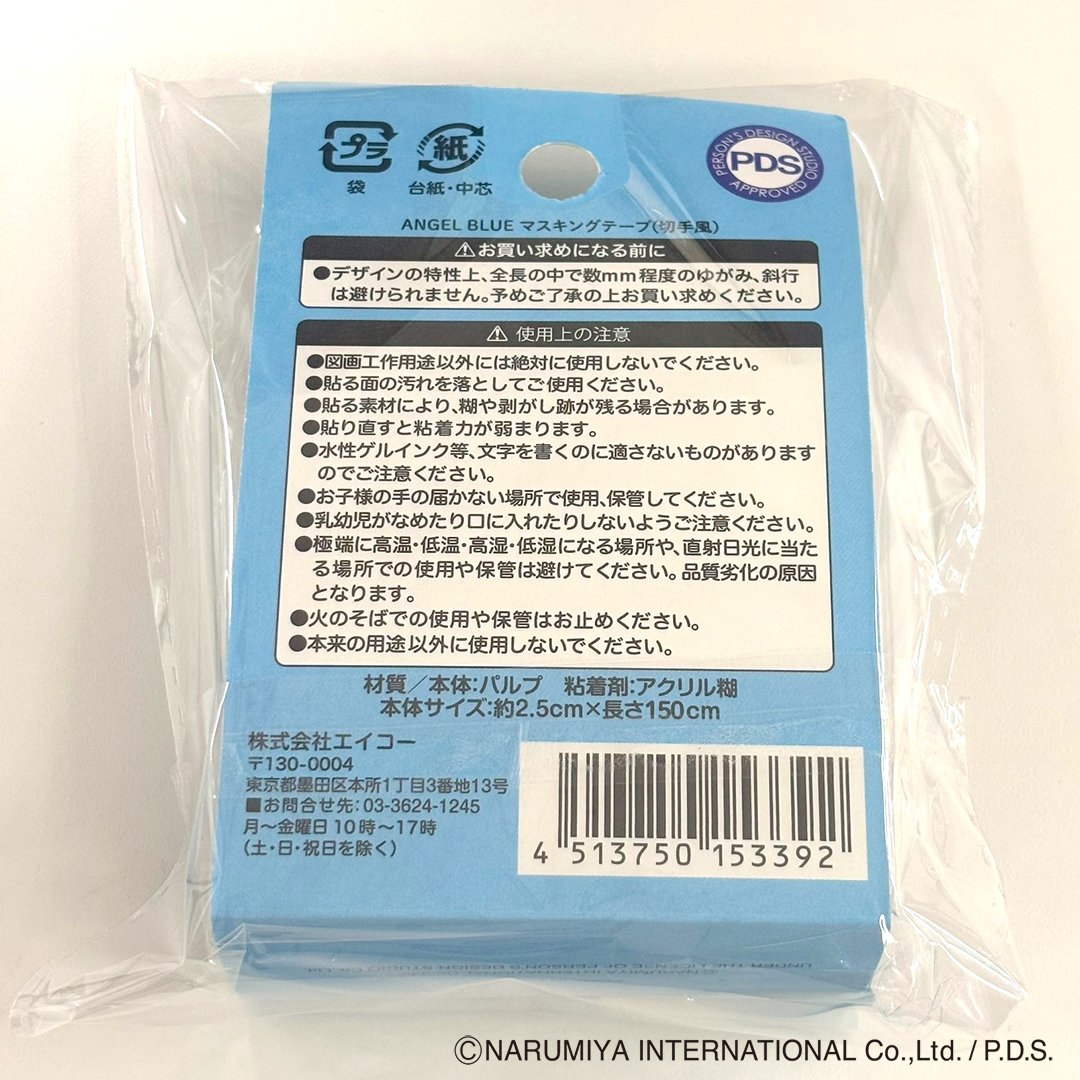 プラ
袋
紙
台紙・中芯
PERSON'S DESIGN STUDIO
PDS
APPROVED
ANGEL BLUE マスキングテープ(切手風)
⚠お買い求めになる前に
●デザインの特性上、全長の中で数mm程度のゆがみ、斜行
は避けられません。予めご了承の上お買い求めください。
⚠ 使用上の注意
●図画工作用途以外には絶対に使用しないでください。
●貼る面の汚れを落としてご使用ください。
●貼る素材により、糊や剥がし跡が残る場合があります。
●貼り直すと粘着力が弱まります。
●水性ゲルインク等、文字を書くのに適さないものがあります
のでご注意ください。
●お子様の手の届かない場所で使用、保管してください。
●乳幼児がなめたり口に入れたりしないようご注意ください。
●極端に高温・低温・高湿・低湿になる場所や、直射日光に当た
る場所での使用や保管は避けてください。品質劣化の原因
となります。
●火のそばでの使用や保管はお止めください。
●本来の用途以外に使用しないでください。
材質／本体：パルプ　粘着剤：アクリル糊
本体サイズ：約2.5cm×長さ150cm
株式会社エイコー
〒130-0004
東京都墨田区本所1丁目3番地13号
■お問合せ先：03-3624-1245
月～金曜日10時～17時
（土・日・祝日を除く）
4 513750 153392
©NARUMIYA INTERNATIONAL
UNDER THE LICENSE OF PERSON'S DESIGN STUDIO Co.,Ltd.
©NARUMIYA INTERNATIONAL Co.,Ltd. / P.D.S.